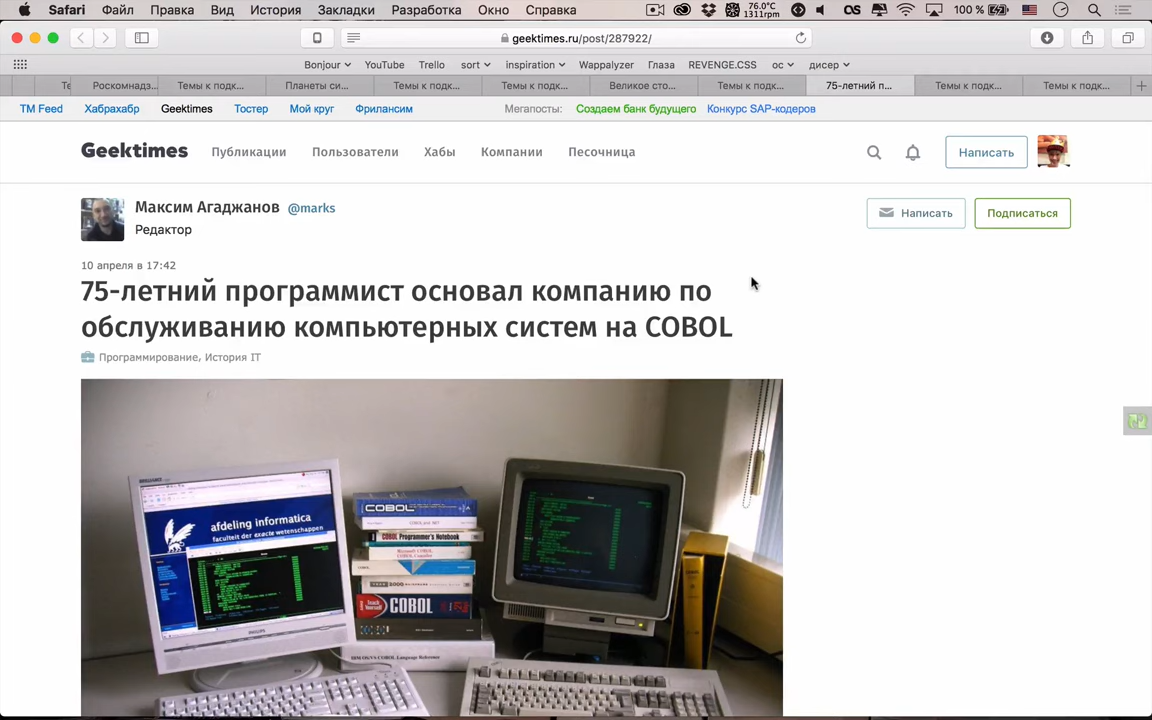 Safari Файл Правка Вид История Закладки Разработка Окно Справка 76.0°C 1311rpm 100 %
geektimes.ru/post/287922/
Bonjour YouTube Trello sort inspiration Wappalyzer Глаза REVENGE.CSS ос дисер
Те Роскомнадз... Темы к подк... Планеты си... Темы к подк... Темы к подк... Великое сто... Темы к подк... 75-летний п... Темы к подк... Темы к подк...
TM Feed Хабрахабр Geektimes Тостер Мой круг Фрилансим Мегапосты: Создаем банк будущего Конкурс SAP-кодеров
Geektimes Публикации Пользователи Хабы Компании Песочница Написать
Максим Агаджанов @marks
Редактор
Написать Подписаться
10 апреля в 17:42
75-летний программист основал компанию по
обслуживанию компьютерных систем на COBOL
Программирование, История IT
afdeling informatica
faculteit der exacte wetenschappen
PHILIPS
COBOL
COBOL Programmer's Notebook
Microsoft COBOL
COBOL